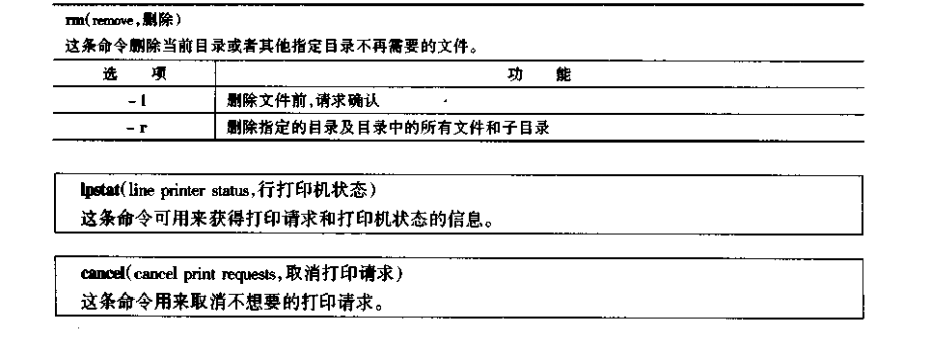 rm(remove,删除)
这条命令删除当前目录或者其他指定目录不再需要的文件。
选 项 功 能
-i 删除文件前,请求确认
-r 删除指定的目录及目录中的所有文件和子目录
lpstat(line printer status,行打印机状态)
这条命令可用来获得打印请求和打印机状态的信息。
cancel(cancel print requests,取消打印请求)
这条命令用来取消不想要的打印请求。